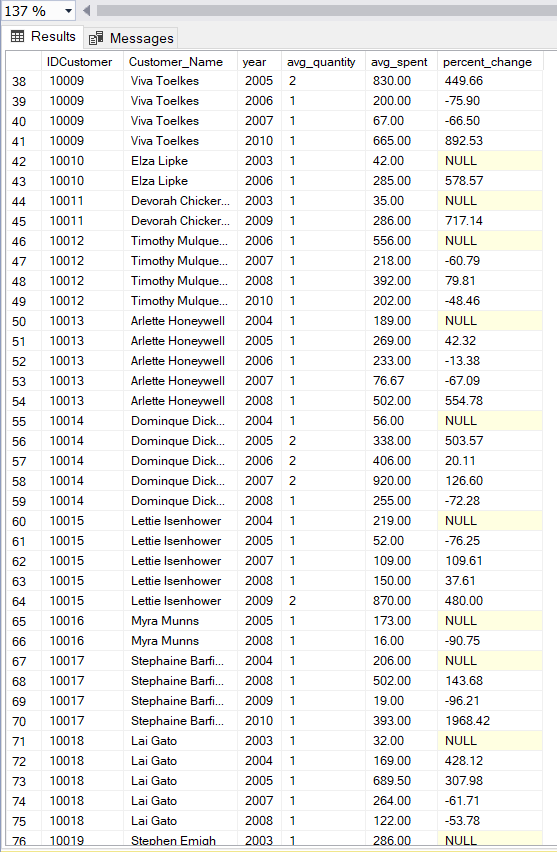 137 %
Results Messages
IDCustomer Customer_Name year avg_quantity avg_spent percent_change
38 10009 Viva Toelkes 2005 2 830.00 449.66
39 10009 Viva Toelkes 2006 1 200.00 -75.90
40 10009 Viva Toelkes 2007 1 67.00 -66.50
41 10009 Viva Toelkes 2010 1 665.00 892.53
42 10010 Elza Lipke 2003 1 42.00 NULL
43 10010 Elza Lipke 2006 1 285.00 578.57
44 10011 Devorah Chicker... 2003 1 35.00 NULL
45 10011 Devorah Chicker... 2009 1 286.00 717.14
46 10012 Timothy Mulque... 2006 1 556.00 NULL
47 10012 Timothy Mulque... 2007 1 218.00 -60.79
48 10012 Timothy Mulque... 2008 1 392.00 79.81
49 10012 Timothy Mulque... 2010 1 202.00 -48.46
50 10013 Arlette Honeywell 2004 1 189.00 NULL
51 10013 Arlette Honeywell 2005 1 269.00 42.32
52 10013 Arlette Honeywell 2006 1 233.00 -13.38
53 10013 Arlette Honeywell 2007 1 76.67 -67.09
54 10013 Arlette Honeywell 2008 1 502.00 554.78
55 10014 Dominque Dick... 2004 1 56.00 NULL
56 10014 Dominque Dick... 2005 2 338.00 503.57
57 10014 Dominque Dick... 2006 2 406.00 20.11
58 10014 Dominque Dick... 2007 2 920.00 126.60
59 10014 Dominque Dick... 2008 1 255.00 -72.28
60 10015 Lettie Isenhower 2004 1 219.00 NULL
61 10015 Lettie Isenhower 2005 1 52.00 -76.25
62 10015 Lettie Isenhower 2007 1 109.00 109.61
63 10015 Lettie Isenhower 2008 1 150.00 37.61
64 10015 Lettie Isenhower 2009 2 870.00 480.00
65 10016 Myra Munns 2005 1 173.00 NULL
66 10016 Myra Munns 2008 1 16.00 -90.75
67 10017 Stephaine Barfi... 2004 1 206.00 NULL
68 10017 Stephaine Barfi... 2008 1 502.00 143.68
69 10017 Stephaine Barfi... 2009 1 19.00 -96.21
70 10017 Stephaine Barfi... 2010 1 393.00 1968.42
71 10018 Lai Gato 2003 1 32.00 NULL
72 10018 Lai Gato 2004 1 169.00 428.12
73 10018 Lai Gato 2005 1 689.50 307.98
74 10018 Lai Gato 2007 1 264.00 -61.71
75 10018 Lai Gato 2008 1 122.00 -53.78
76 10019 Stephen Emigh 2003 1 286.00 NULL